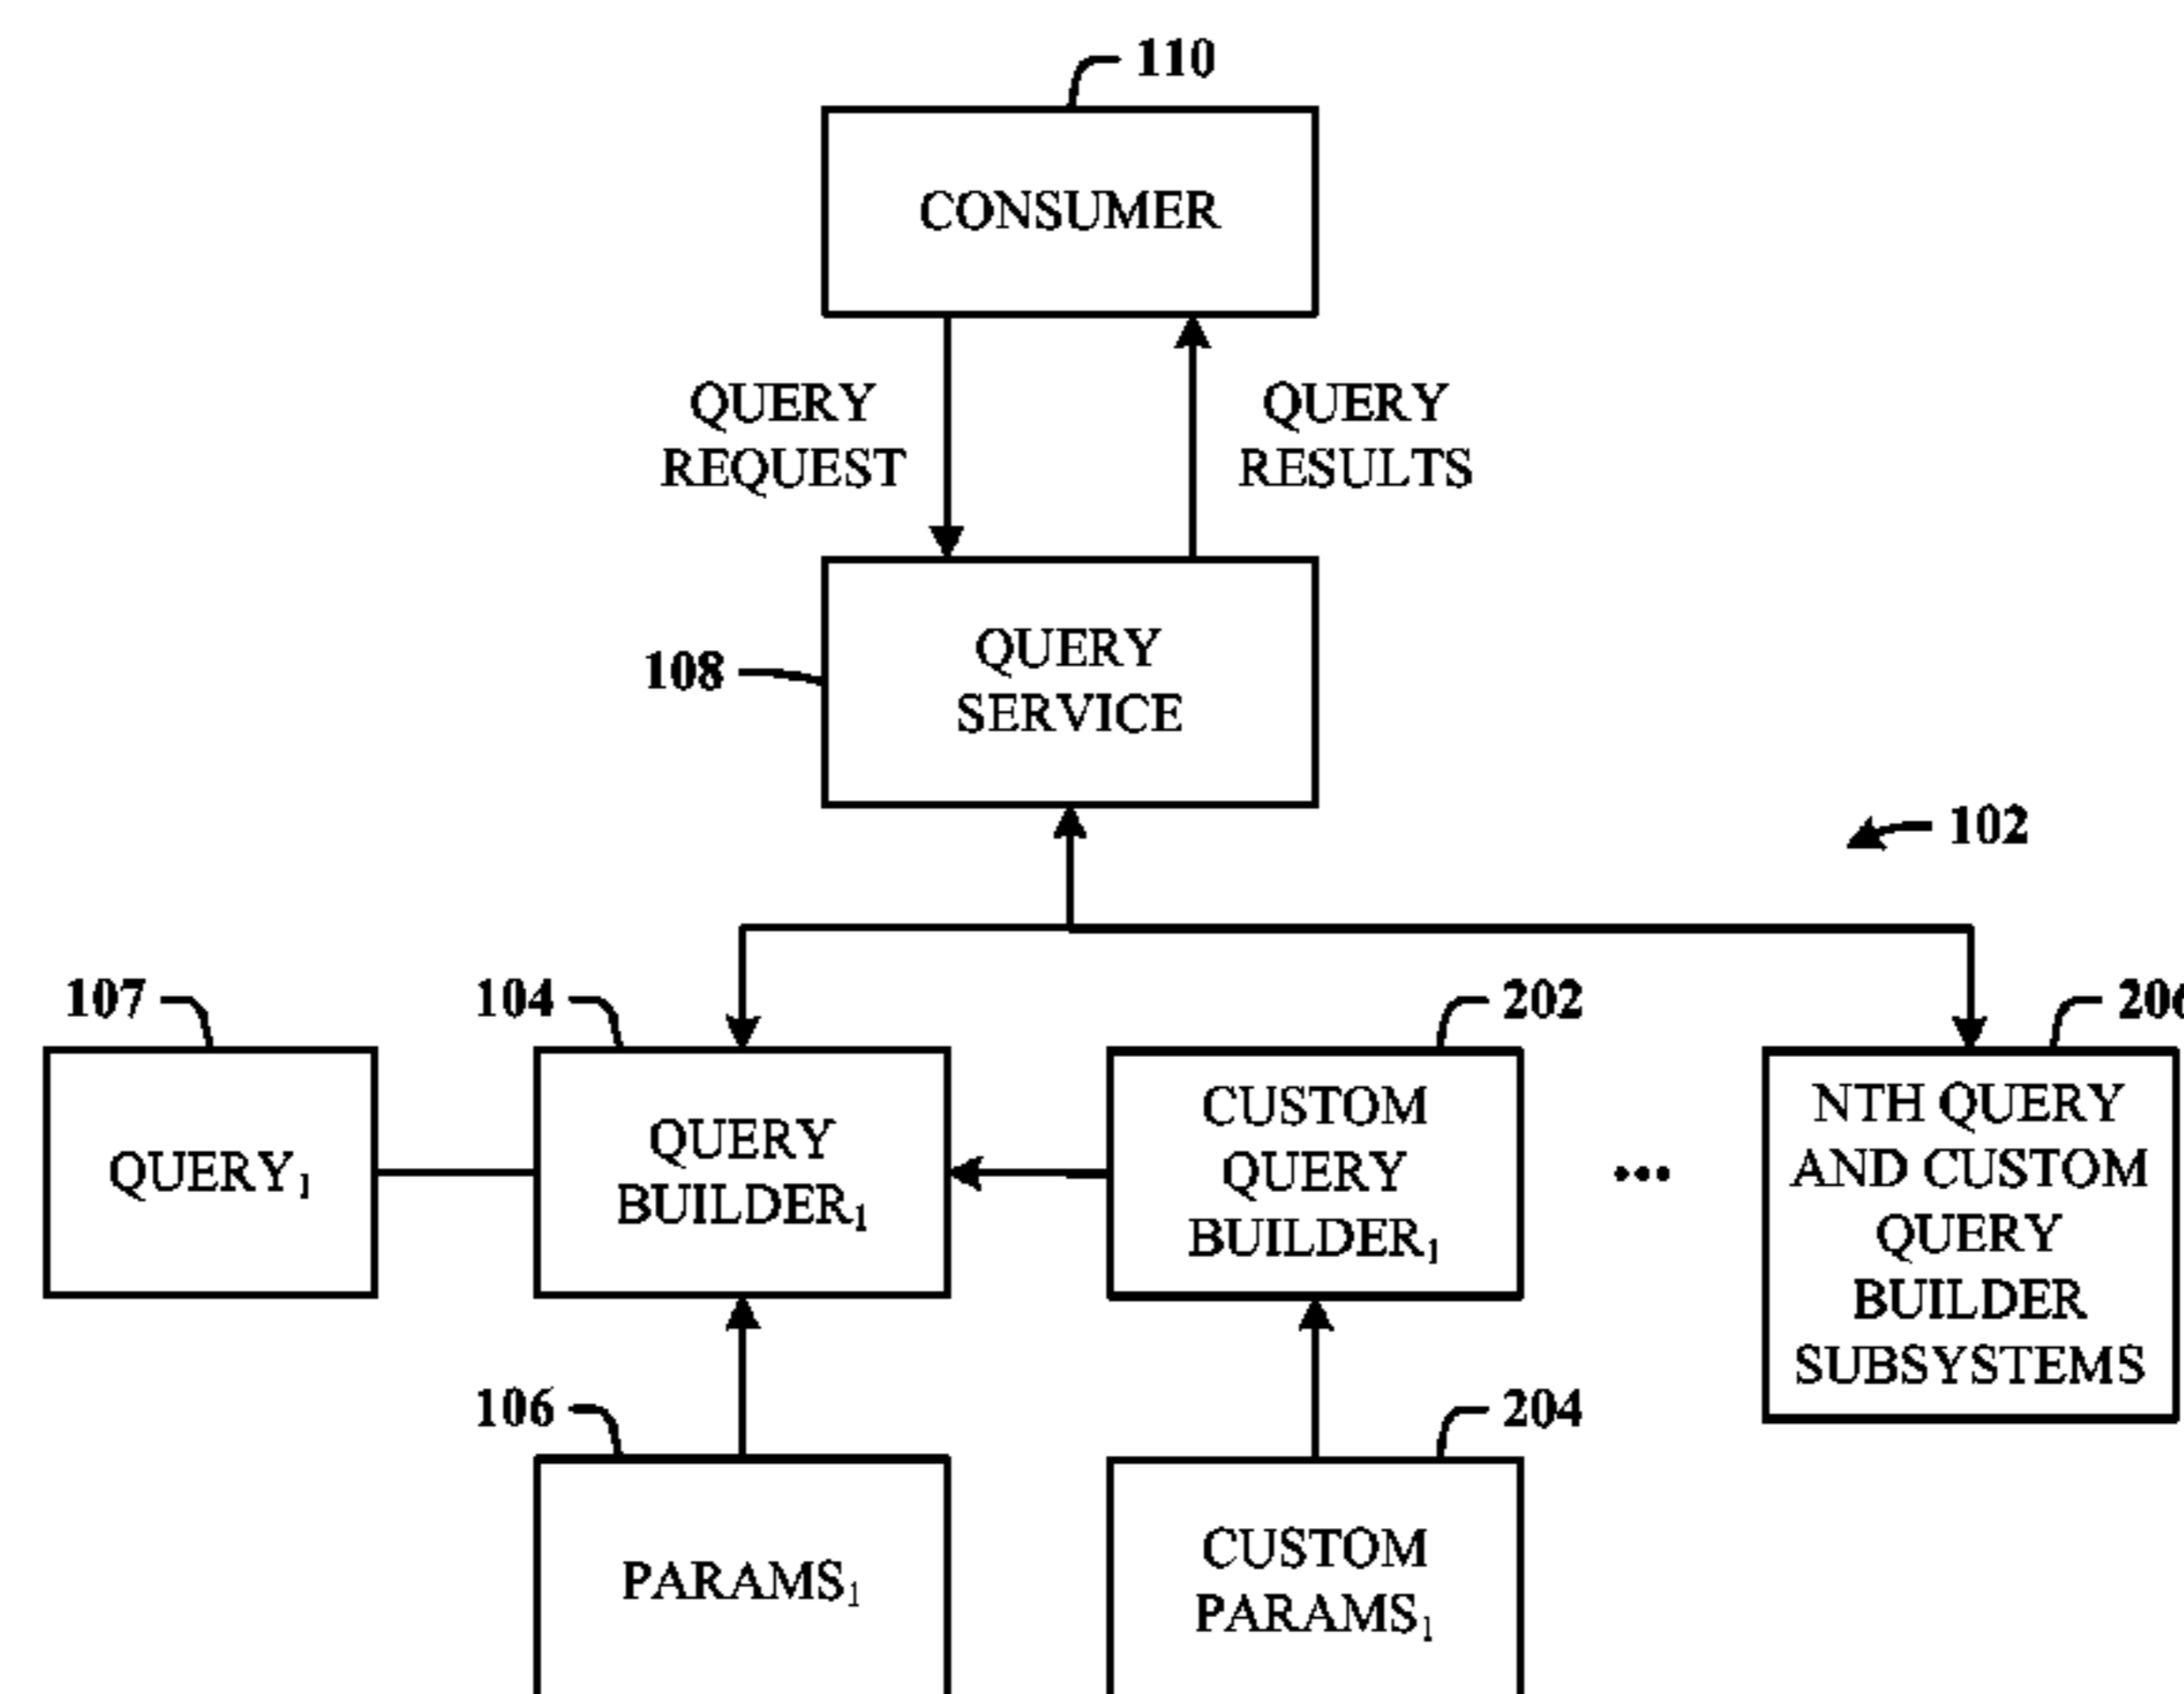 110
CONSUMER
QUERY
REQUEST
QUERY
RESULTS
108
QUERY
SERVICE
102
107
104
202
QUERY₁
QUERY
BUILDER₁
CUSTOM
QUERY
BUILDER₁
...
NTH QUERY
AND CUSTOM
QUERY
BUILDER
SUBSYSTEMS
106
204
PARAMS₁
CUSTOM
PARAMS₁